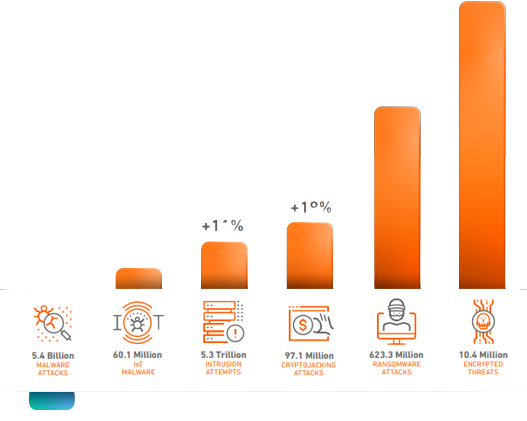 5.4 Billion
MALWARE
ATTACKS
60.1 Million
IoT
MALWARE
5.3 Trillion
INTRUSION
ATTEMPTS
97.1 Million
CRYPTOJACKING
ATTACKS
623.3 Million
RANSOMWARE
ATTACKS
10.4 Million
ENCRYPTED
THREATS